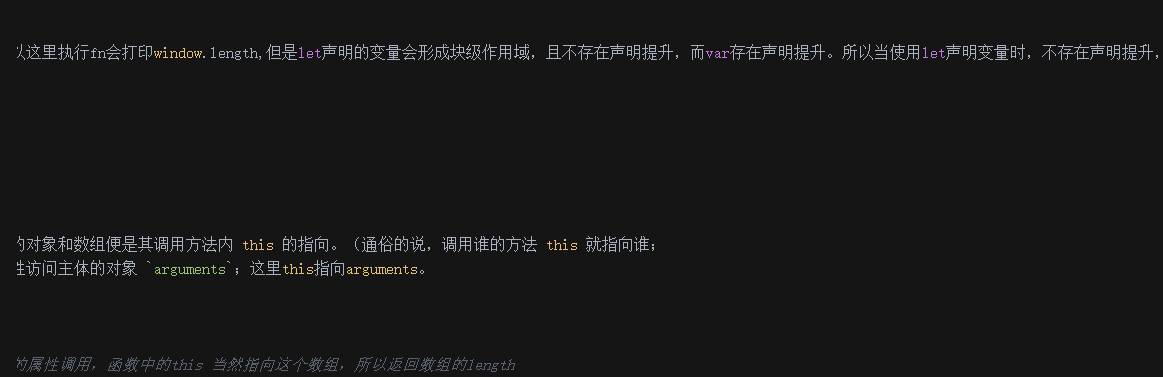 以这里执行fn会打印window.length,但是let声明的变量会形成块级作用域，且不存在声明提升，而var存在声明提升。所以当使用let声明变量时，不存在声明提升，
的对象和数组便是其调用方法内 this 的指向。（通俗的说，调用谁的方法 this 就指向谁；
性访问主体的对象 `arguments`；这里this指向arguments。
的属性调用，函数中的this 当然指向这个数组，所以返回数组的length